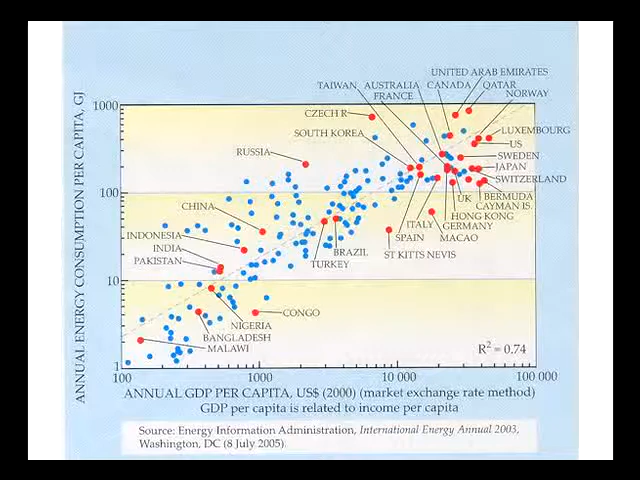 UNITED ARAB EMIRATES
TAIWAN AUSTRALIA CANADA QATAR
FRANCE NORWAY
1000
CZECH R
SOUTH KOREA LUXEMBOURG
US
RUSSIA SWEDEN
JAPAN
SWITZERLAND
100
UK BERMUDA
CAYMAN IS.
CHINA
HONG KONG
ITALY GERMANY
INDONESIA SPAIN MACAO
INDIA BRAZIL ST KITTS NEVIS
PAKISTAN TURKEY
10
CONGO
NIGERIA
BANGLADESH
MALAWI
R² = 0.74
1
100 1000 10 000 100 000
ANNUAL ENERGY CONSUMPTION PER CAPITA, GJ
ANNUAL GDP PER CAPITA, US$ (2000) (market exchange rate method)
GDP per capita is related to income per capita
Source: Energy Information Administration, International Energy Annual 2003,
Washington, DC (8 July 2005).